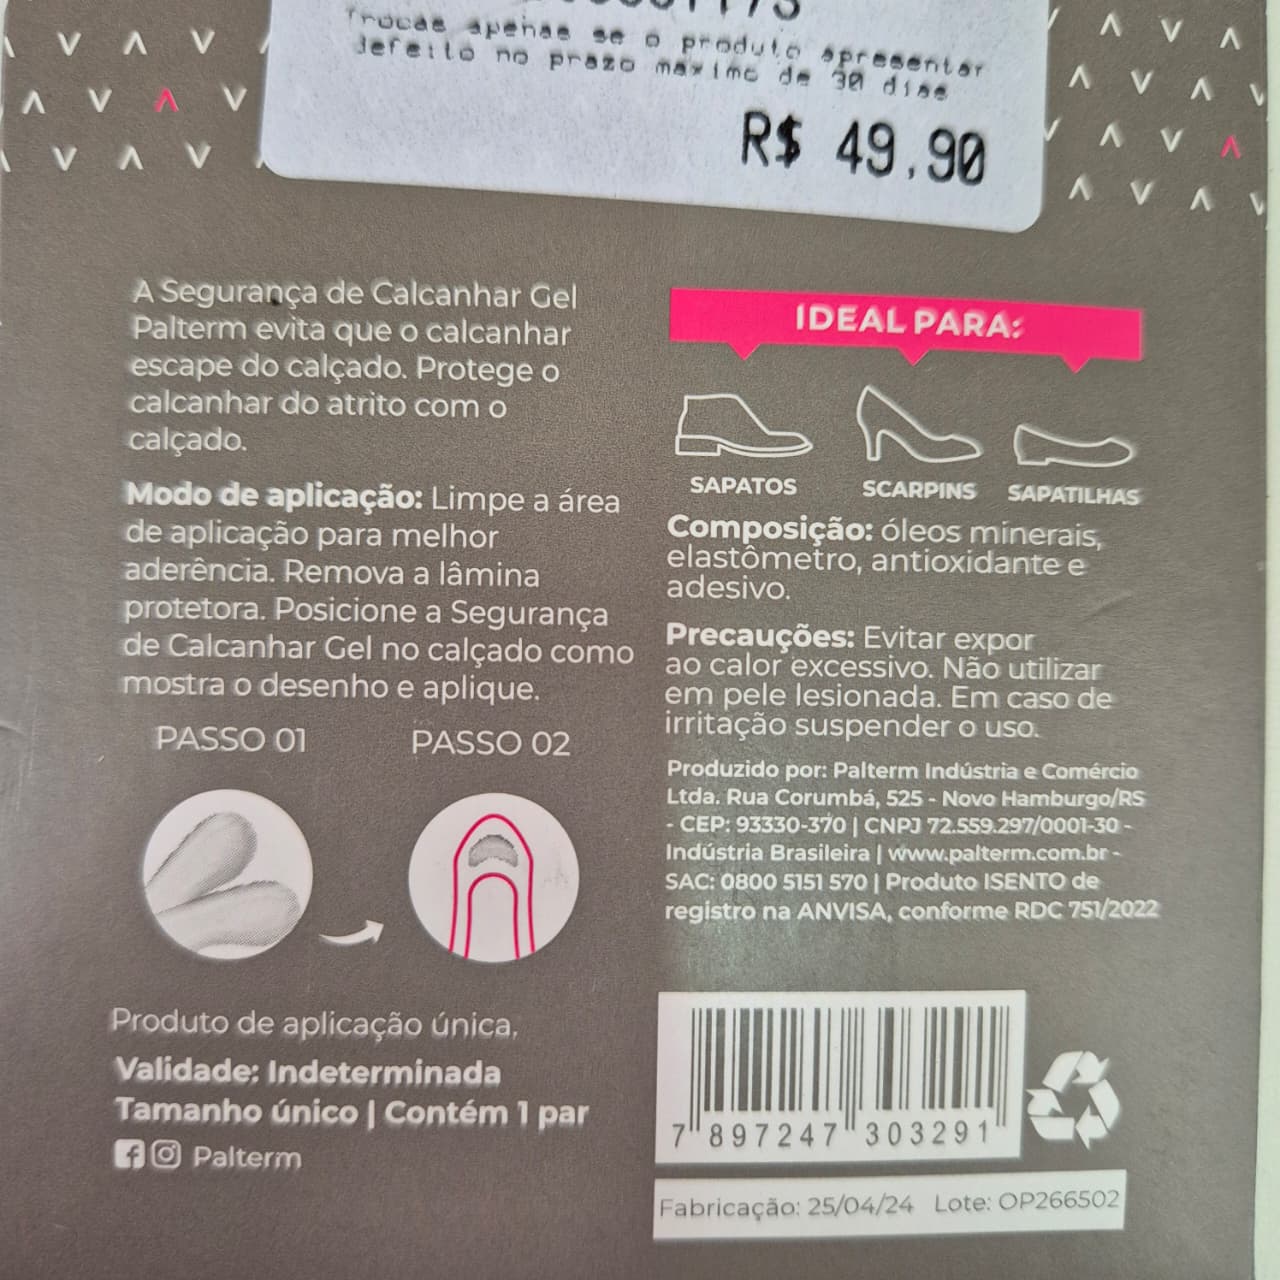 Trocas apenas se o produto apresentar
defeito no prazo maximo de 30 dias
R$ 49,90
A Segurança de Calcanhar Gel
Palterm evita que o calcanhar
escape do calçado. Protege o
calcanhar do atrito com o
calçado.
Modo de aplicação: Limpe a área
de aplicação para melhor
aderência. Remova a lâmina
protetora. Posicione a Segurança
de Calcanhar Gel no calçado como
mostra o desenho e aplique.
PASSO 01 PASSO 02
Produto de aplicação única.
Validade: Indeterminada
Tamanho único | Contém 1 par
Palterm
IDEAL PARA:
SAPATOS SCARPINS SAPATILHAS
Composição: óleos minerais,
elastômetro, antioxidante e
adesivo.
Precauções: Evitar expor
ao calor excessivo. Não utilizar
em pele lesionada. Em caso de
irritação suspender o uso.
Produzido por: Palterm Indústria e Comércio
Ltda. Rua Corumbá, 525 - Novo Hamburgo/RS
- CEP: 93330-370 | CNPJ 72.559.297/0001-30 -
Indústria Brasileira | www.palterm.com.br -
SAC: 0800 5151 570 | Produto ISENTO de
registro na ANVISA, conforme RDC 751/2022
7 897247 303291
Fabricação: 25/04/24 Lote: OP266502